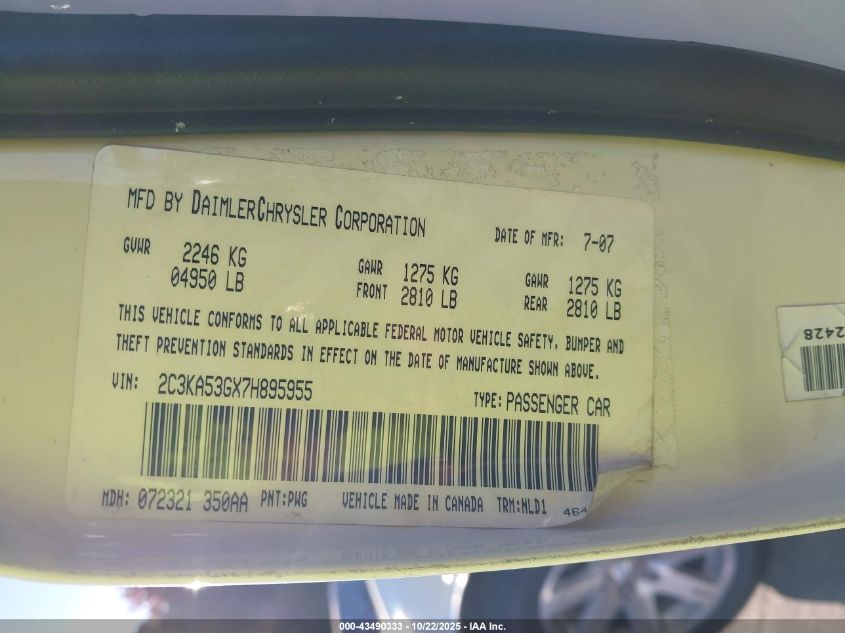 MFD BY DAIMLERCHRYSLER CORPORATION
DATE OF MFR: 7-07
GVWR 2246 KG
04950 LB
GAWR FRONT 1275 KG
2810 LB
GAWR REAR 1275 KG
2810 LB
THIS VEHICLE CONFORMS TO ALL APPLICABLE FEDERAL MOTOR VEHICLE SAFETY, BUMPER AND
THEFT PREVENTION STANDARDS IN EFFECT ON THE DATE OF MANUFACTURE SHOWN ABOVE.
VIN: 2C3KA53GX7H895955
TYPE: PASSENGER CAR
MDH: 072321 350AA PNT:PWG VEHICLE MADE IN CANADA TRM:NLD1 464
22428
000-43490333 - 10/22/2025 - IAA Inc.